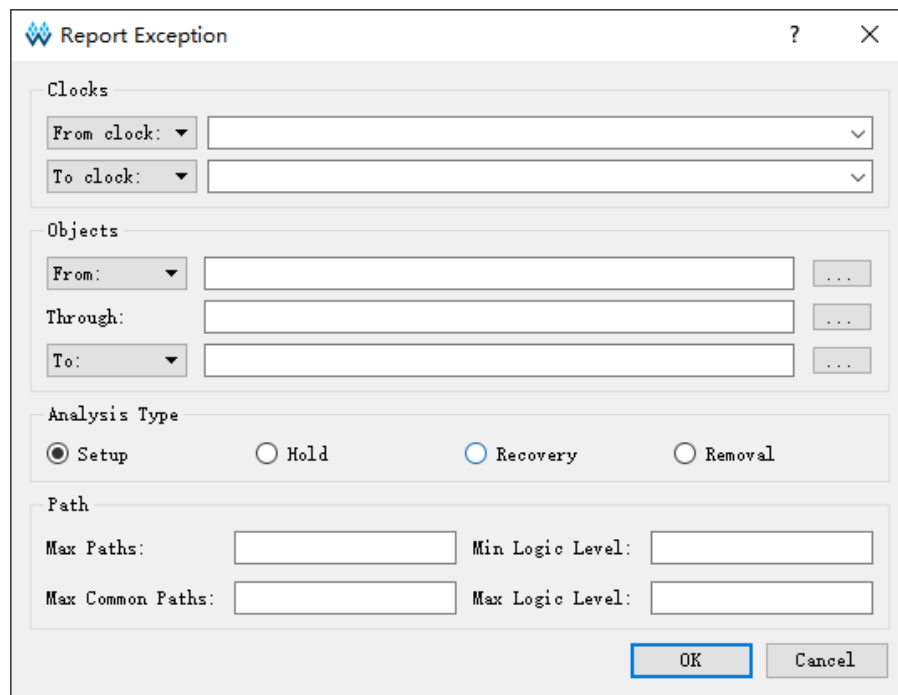 Report Exception ?
Clocks
From clock:
To clock:
Objects
From: ...
Through: ...
To: ...
Analysis Type
Setup Hold Recovery Removal
Path
Max Paths: Min Logic Level:
Max Common Paths: Max Logic Level:
OK Cancel